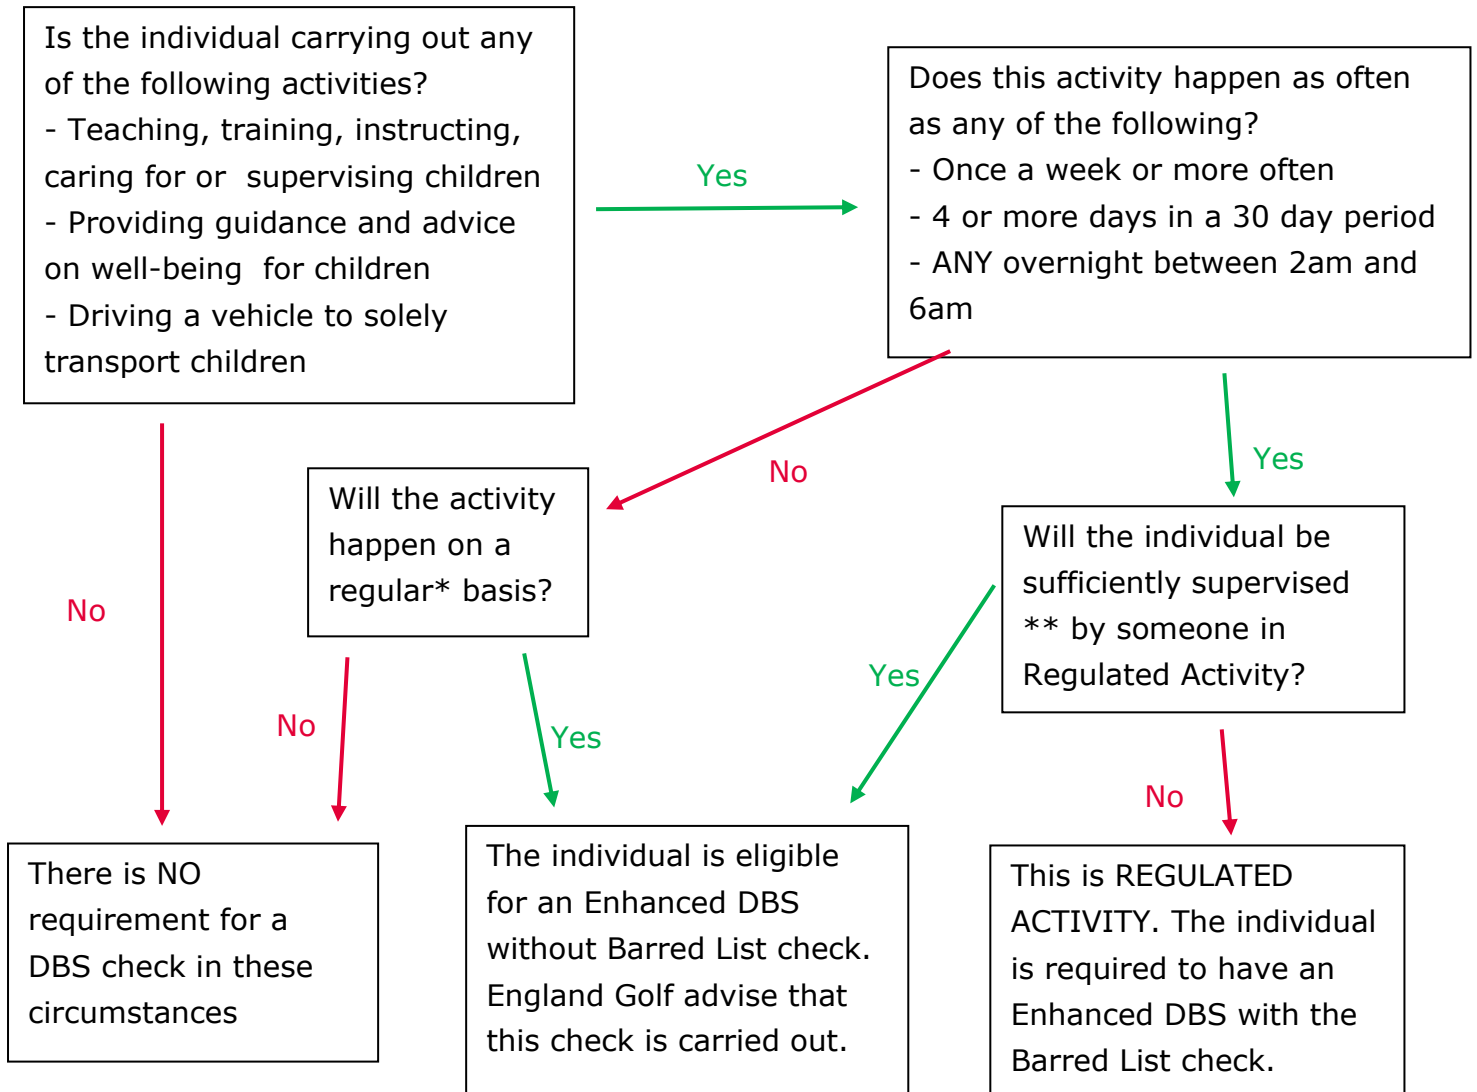 Is the individual carrying out any
of the following activities?
- Teaching, training, instructing,
caring for or  supervising children
- Providing guidance and advice
on well-being  for children
- Driving a vehicle to solely
transport children
Yes
Does this activity happen as often
as any of the following?
- Once a week or more often
- 4 or more days in a 30 day period
- ANY overnight between 2am and
6am
No
No
Yes
Will the activity
happen on a
regular* basis?
Will the individual be
sufficiently supervised
** by someone in
Regulated Activity?
No
Yes
Yes
No
There is NO
requirement for a
DBS check in these
circumstances
The individual is eligible
for an Enhanced DBS
without Barred List check.
England Golf advise that
this check is carried out.
This is REGULATED
ACTIVITY. The individual
is required to have an
Enhanced DBS with the
Barred List check.